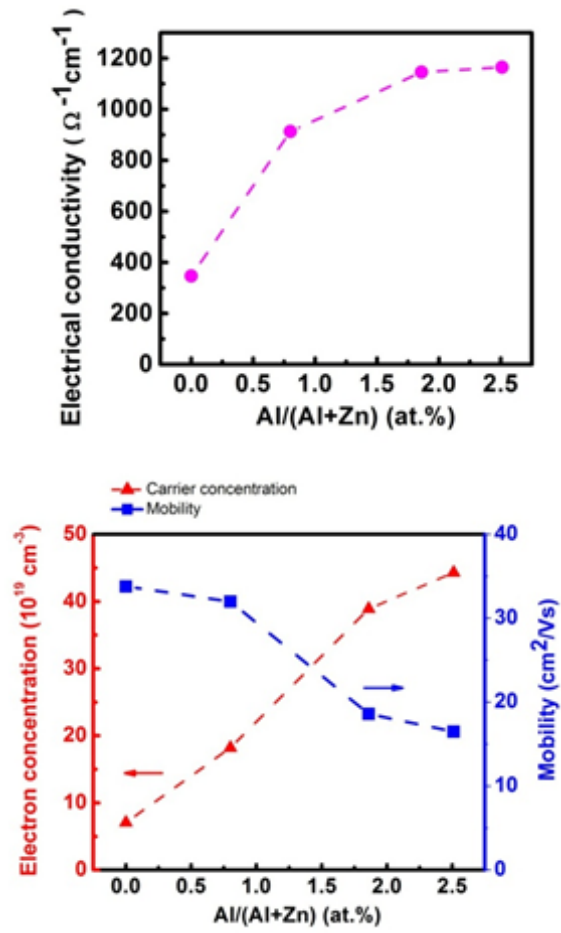 Electrical conductivity ( Ω⁻¹cm⁻¹)
1200
1000
800
600
400
200
0
0.0 0.5 1.0 1.5 2.0 2.5
Al/(Al+Zn) (at.%)
Carrier concentration
Mobility
Electron concentration (10¹⁹ cm⁻³)
50
40
30
20
10
0
40
30
20
10
0
Mobility (cm²/Vs)
0.0 0.5 1.0 1.5 2.0 2.5
Al/(Al+Zn) (at.%)